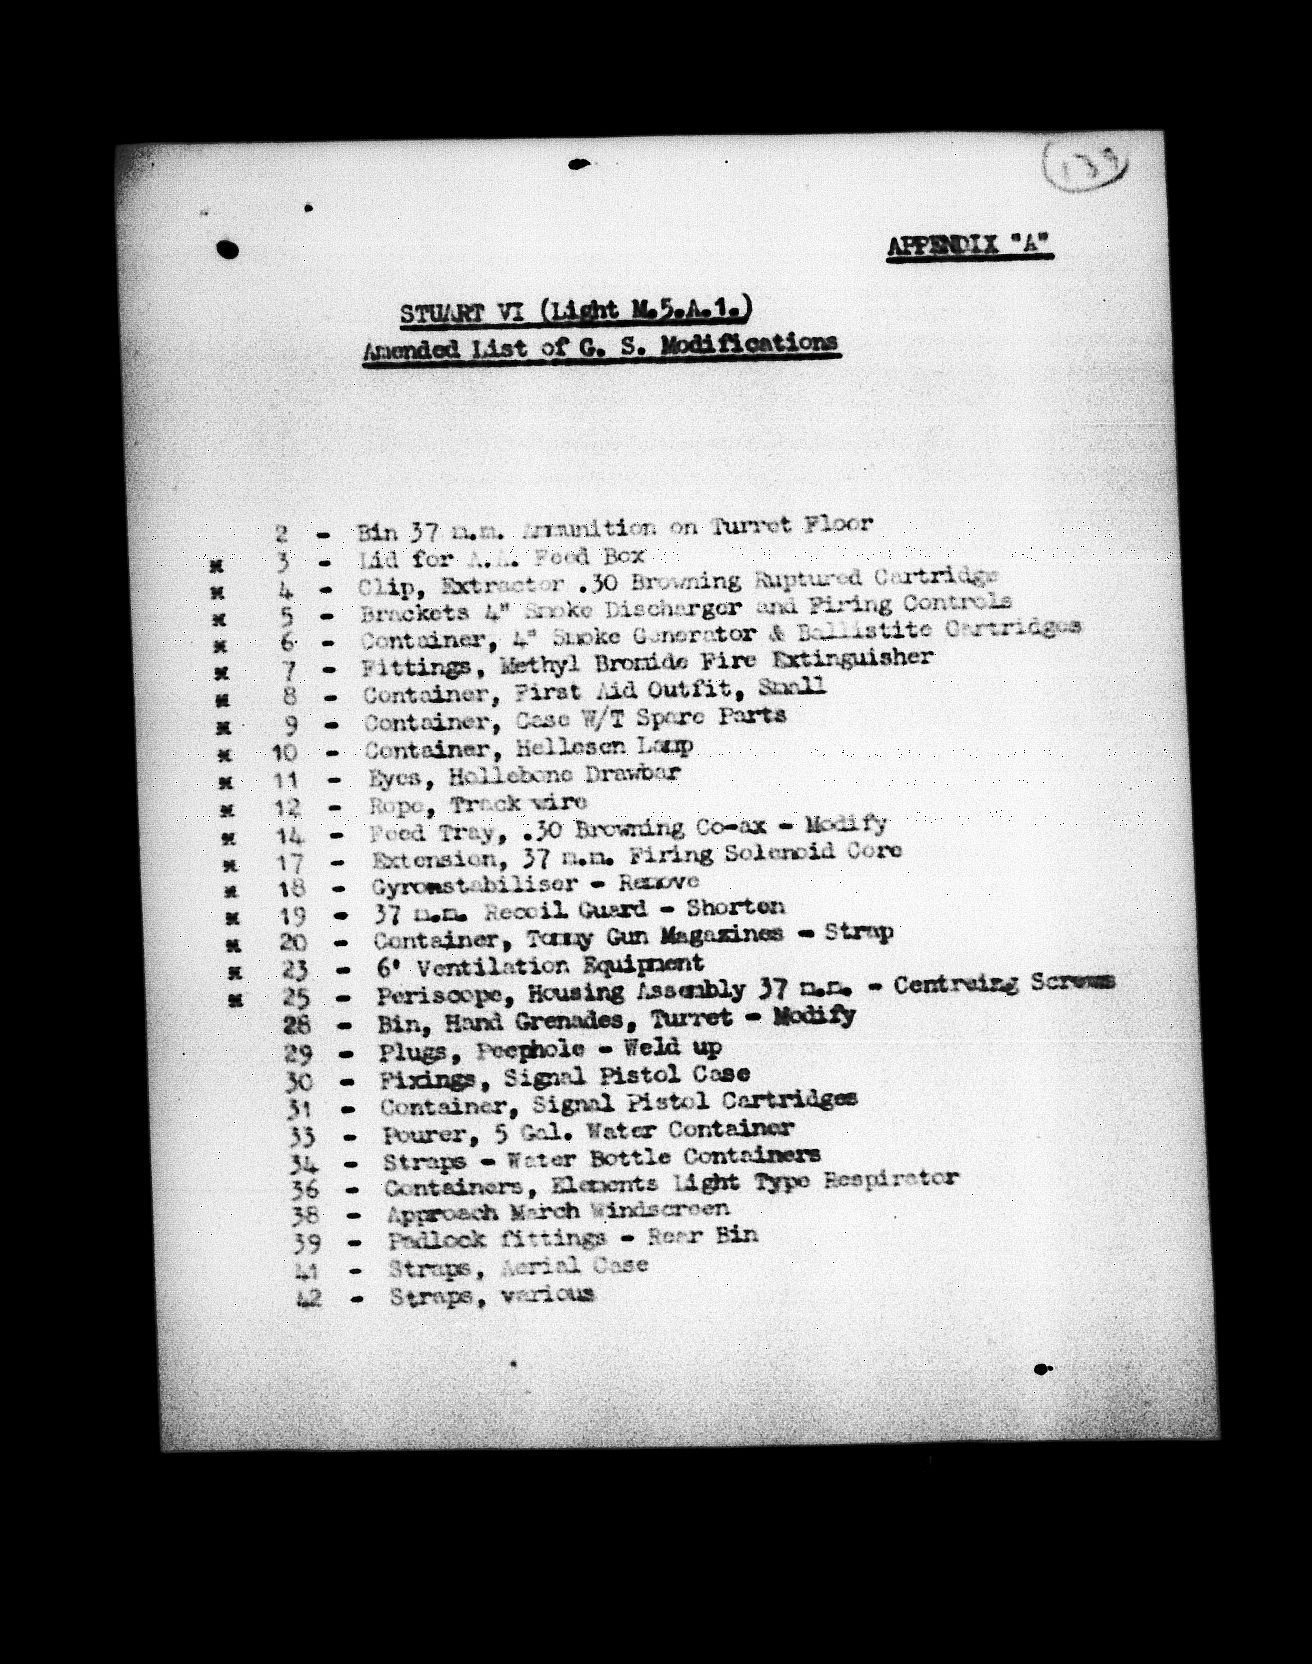 139
APPENDIX "A"
STUART VI (Light M.5.A.1.)
Amended List of G. S. Modifications
2 - Bin 37 m.m. Ammunition on Turret Floor
x 3 - Lid for A.A. Feed Box
x 4 - Clip, Extractor .30 Browning Ruptured Cartridge
x 5 - Brackets 4" Smoke Discharger and Firing Controls
x 6 - Container, 4" Smoke Generator & Ballistite Cartridges
x 7 - Fittings, Methyl Bromide Fire Extinguisher
x 8 - Container, First Aid Outfit, Small
x 9 - Container, Case W/T Spare Parts
x 10 - Container, Hellesen Lamp
x 11 - Eyes, Hollebone Drawbar
x 12 - Rope, Track wire
x 14 - Feed Tray, .30 Browning Co-ax - Modify
x 17 - Extension, 37 m.m. Firing Solenoid Core
x 18 - Gyro-stabiliser - Remove
x 19 - 37 m.m. Recoil Guard - Shorten
x 20 - Container, Tommy Gun Magazines - Strap
x 23 - 6' Ventilation Equipment
x 25 - Periscope, Housing Assembly 37 m.m. - Centreing Screws
28 - Bin, Hand Grenades, Turret - Modify
29 - Plugs, Peephole - Weld up
30 - Fixings, Signal Pistol Case
31 - Container, Signal Pistol Cartridges
33 - Pourer, 5 Gal. Water Container
34 - Straps - Water Bottle Containers
36 - Containers, Elements Light Type Respirator
38 - Approach March Windscreen
39 - Padlock fittings - Rear Bin
41 - Straps, Aerial Case
42 - Straps, various